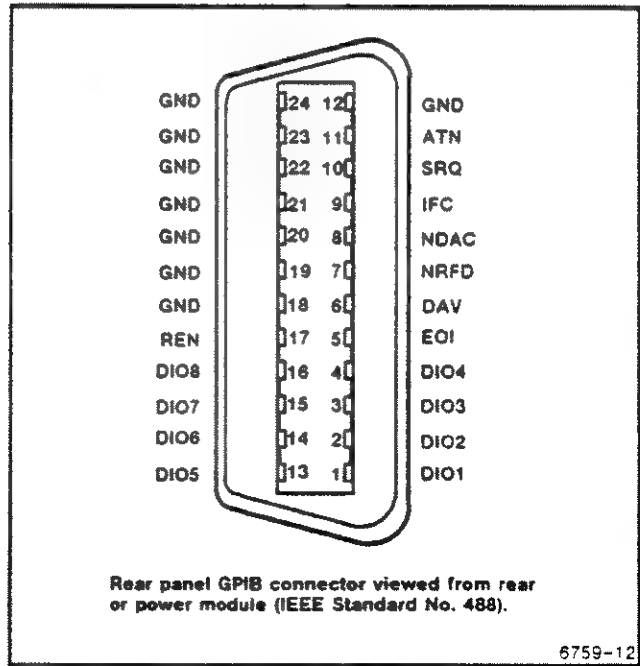 GND 24 12 GND
GND 23 11 ATN
GND 22 10 SRQ
GND 21 9 IFC
GND 20 8 NDAC
GND 19 7 NRFD
GND 18 6 DAV
REN 17 5 EOI
DIO8 16 4 DIO4
DIO7 15 3 DIO3
DIO6 14 2 DIO2
DIO5 13 1 DIO1
Rear panel GPIB connector viewed from rear
or power module (IEEE Standard No. 488).
6759-12